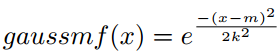 gaussmf(x) = e^{\frac{-(x-m)^2}{2k^2}}